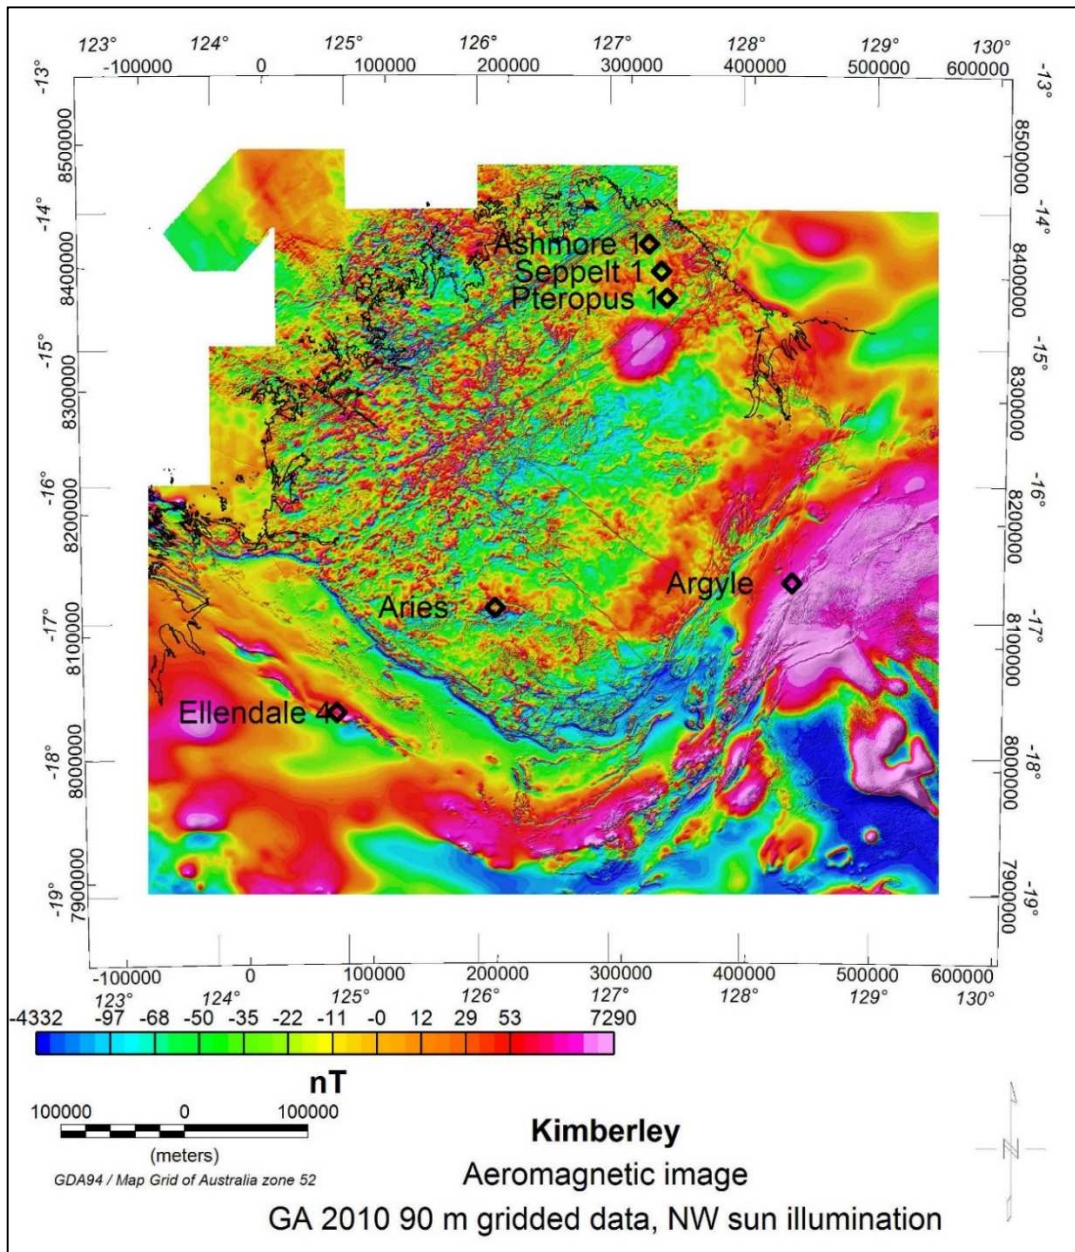 123° 124° 125° 126° 127° 128° 129° 130°
-100000 0 100000 200000 300000 400000 500000 600000
-13° -13°
8500000 8500000
-14° -14°
Ashmore 1
8400000 8400000
Seppelt 1
Pteropus 1
-15° -15°
8300000 8300000
-16° -16°
8200000 8200000
Argyle
Aries
-17° -17°
8100000 8100000
Ellendale 4
-18° -18°
8000000 8000000
-19° -19°
7900000 7900000
-100000 0 100000 200000 300000 400000 500000 600000
123° 124° 125° 126° 127° 128° 129° 130°
-4332 -97 -68 -50 -35 -22 -11 -0 12 29 53 7290
nT
100000 0 100000
(meters)
GDA94 / Map Grid of Australia zone 52
Kimberley
Aeromagnetic image
GA 2010 90 m gridded data, NW sun illumination
N